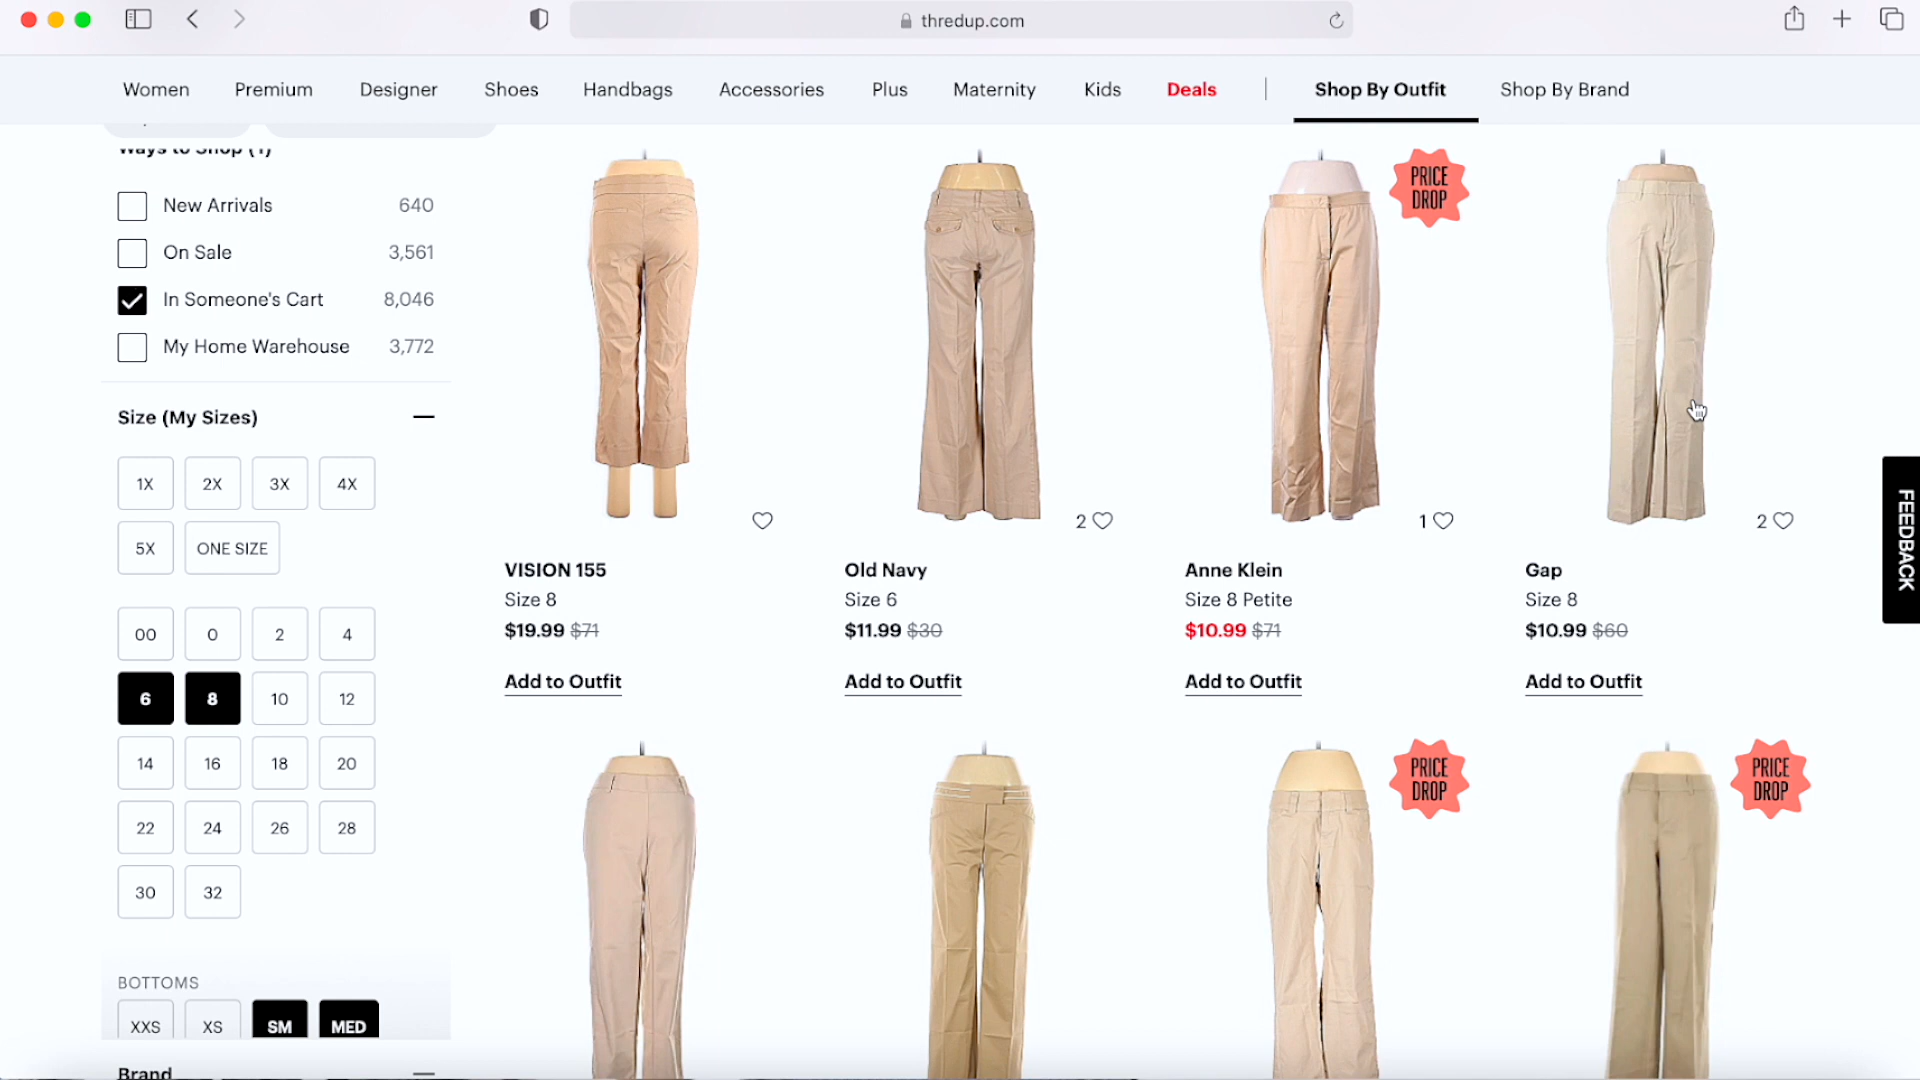 thredup.com
Women Premium Designer Shoes Handbags Accessories Plus Maternity Kids Deals Shop By Outfit Shop By Brand
Ways to Shop (1)
New Arrivals 640
On Sale 3,561
In Someone's Cart 8,046
My Home Warehouse 3,772
Size (My Sizes)
1X 2X 3X 4X
5X ONE SIZE
00 0 2 4
6 8 10 12
14 16 18 20
22 24 26 28
30 32
BOTTOMS
XXS XS SM MED
Brand
PRICE
DROP
2
1
2
VISION 155
Size 8
$19.99 $71
Add to Outfit
Old Navy
Size 6
$11.99 $30
Add to Outfit
Anne Klein
Size 8 Petite
$10.99 $71
Add to Outfit
Gap
Size 8
$10.99 $60
Add to Outfit
PRICE
DROP
PRICE
DROP
FEEDBACK